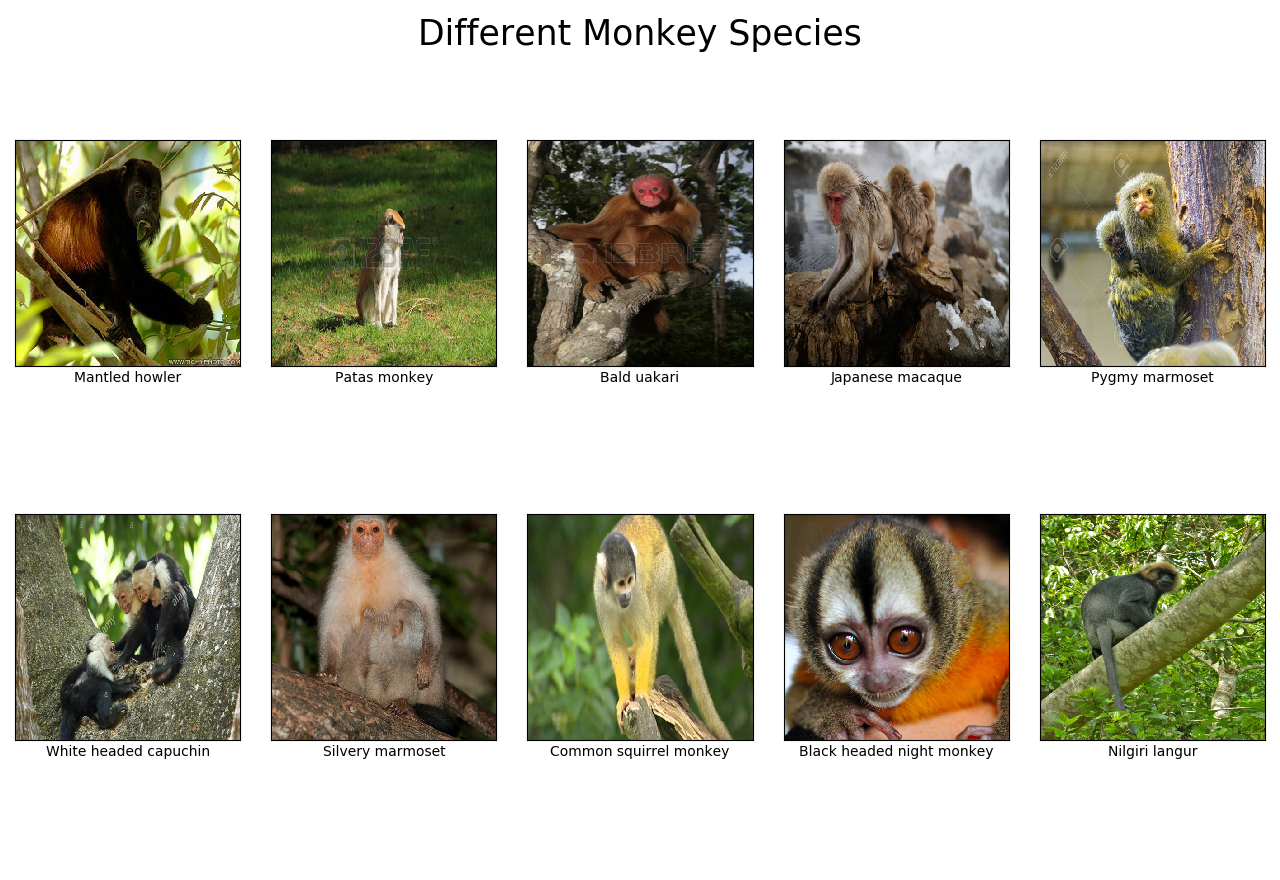 Different Monkey Species
Mantled howler
Patas monkey
Bald uakari
Japanese macaque
Pygmy marmoset
White headed capuchin
Silvery marmoset
Common squirrel monkey
Black headed night monkey
Nilgiri langur